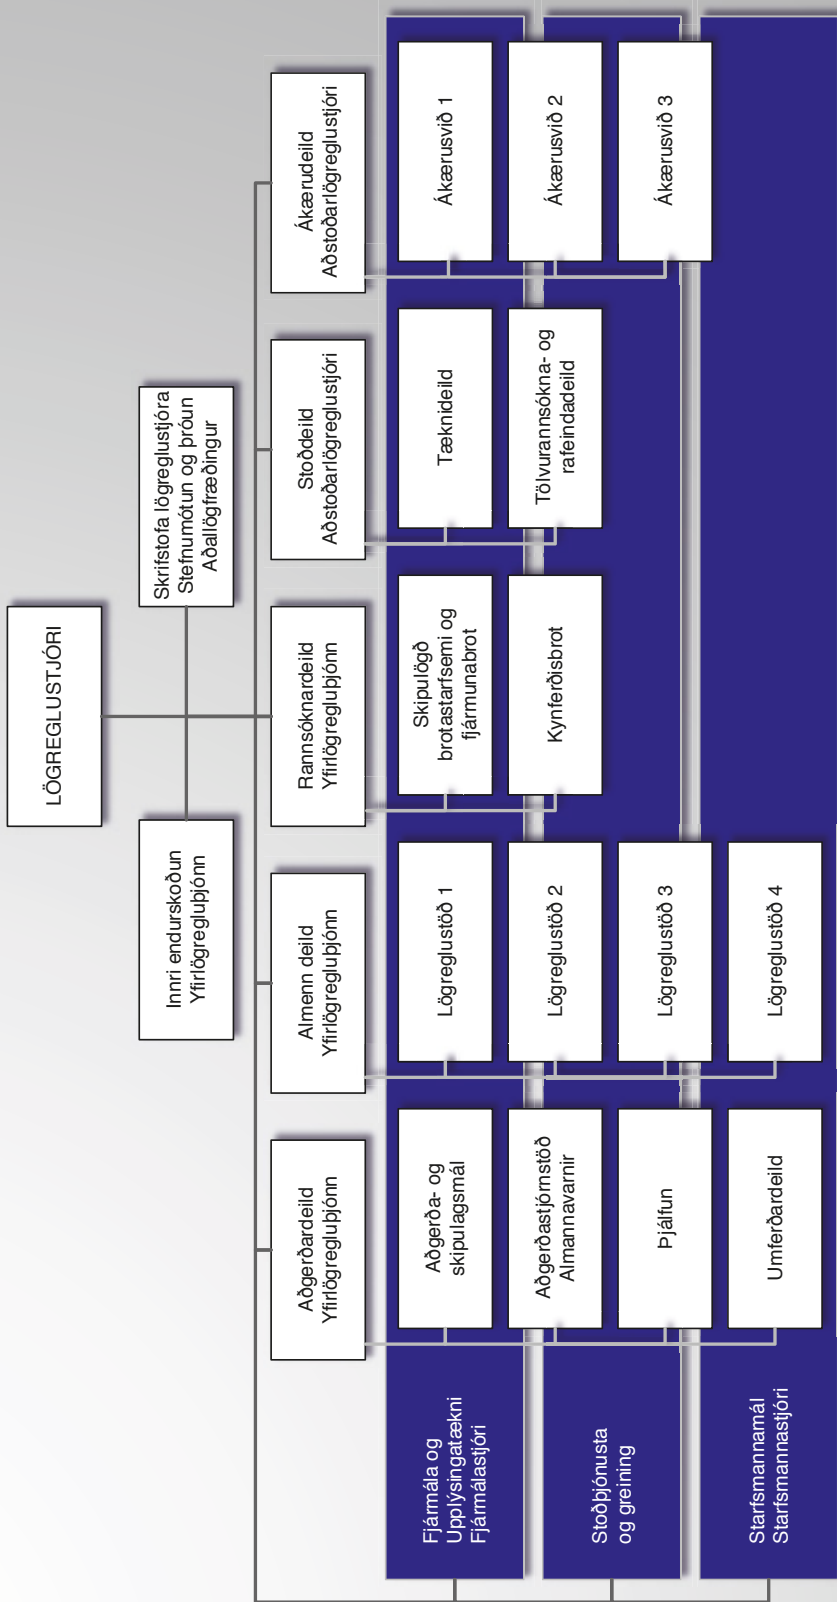 LÖGREGLUSTJÓRI
Innri endurskoðun
Yfirlögregluþjónn
Skrifstofa lögreglustjóra
Stefnumótun og þróun
Aðallögfræðingur
Aðgerðardeild
Yfirlögregluþjónn
Almenn deild
Yfirlögregluþjónn
Rannsóknardeild
Yfirlögregluþjónn
Stoðdeild
Aðstoðarlögreglustjóri
Ákærudeild
Aðstoðarlögreglustjóri
Fjármála og
Upplýsingatækni
Fjármálastjóri
Aðgerða- og
skipulagsmál
Lögreglustöð 1
Skipulögð
brotastarfsemi og
fjármunabrot
Tæknideild
Ákærusvið 1
Stoðþjónusta
og greining
Aðgerðastjórnstöð
Almannavarnir
Lögreglustöð 2
Kynferðisbrot
Tölvurannsókna- og
rafeindadeild
Ákærusvið 2
Þjálfun
Lögreglustöð 3
Ákærusvið 3
Starfsmannamál
Starfsmannastjóri
Umferðardeild
Lögreglustöð 4